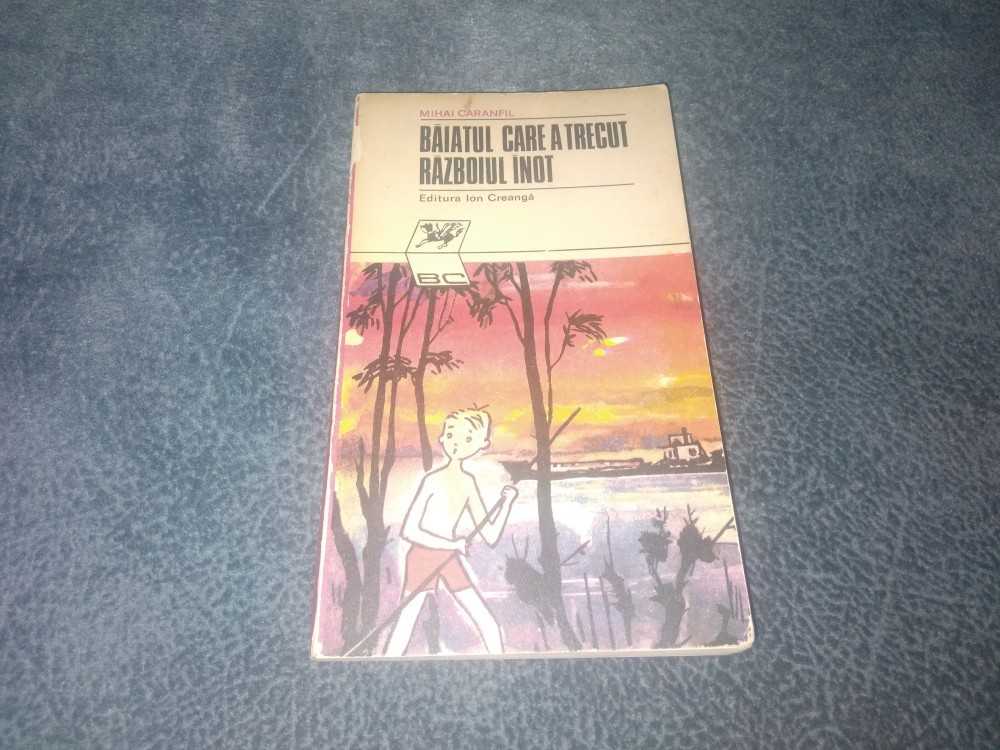 MIHAI CARANFIL
BĂIATUL CARE A TRECUT
RĂZBOIUL ÎNOT
Editura Ion Creangă
BC